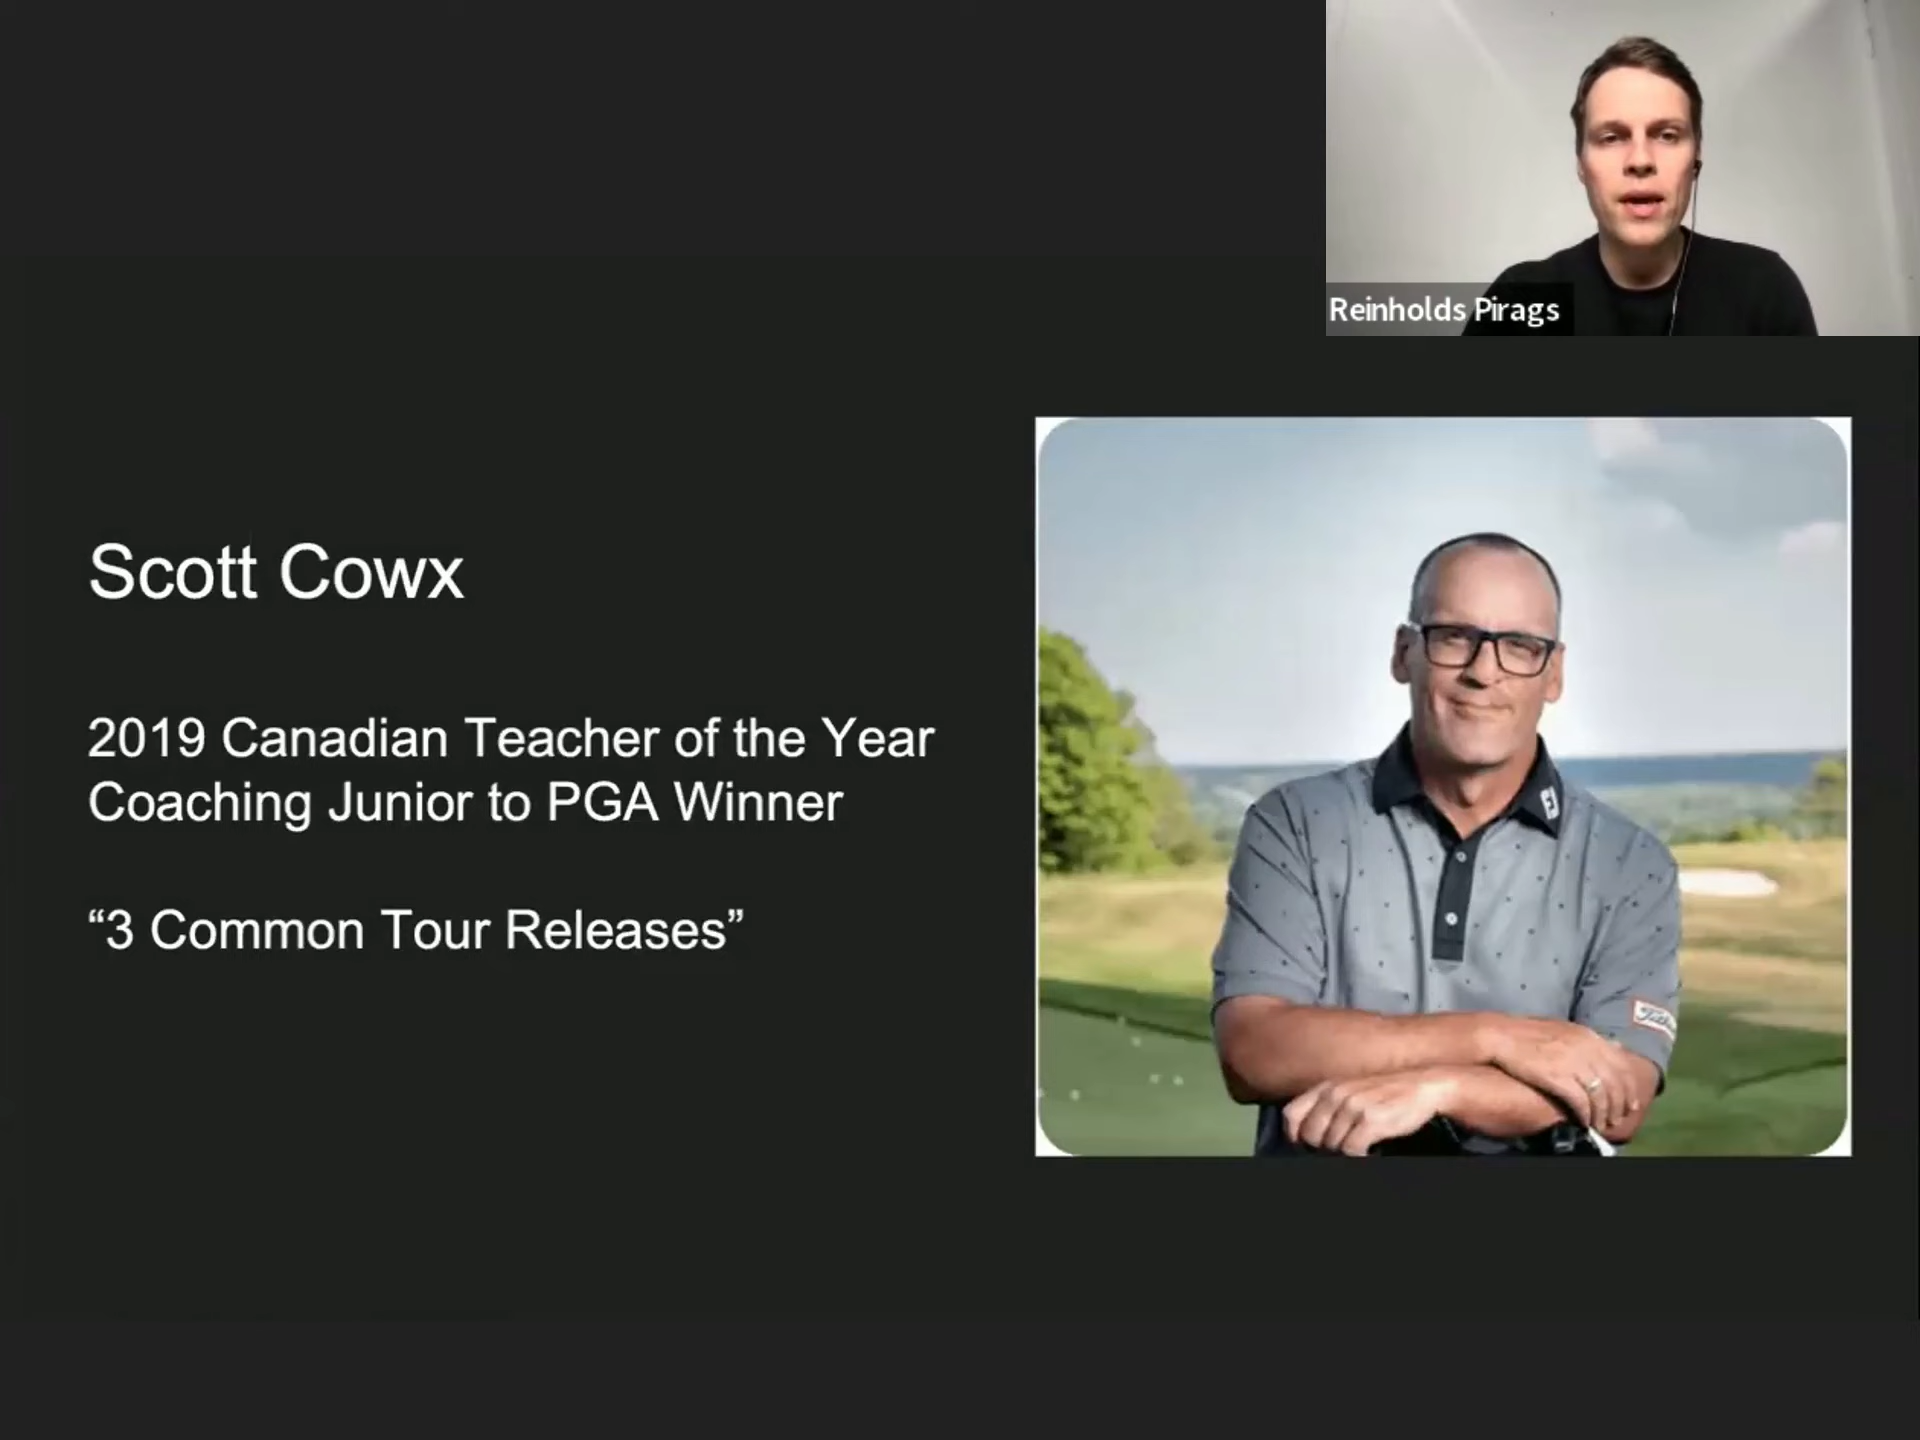 Reinholds Pirags
Scott Cowx
2019 Canadian Teacher of the Year
Coaching Junior to PGA Winner
“3 Common Tour Releases”